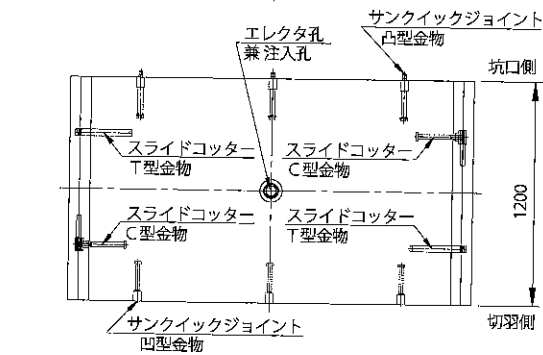 サンクイックジョイント
凸型金物
エレクタ孔
兼 注入孔
坑口側
スライドコッター
T型金物
スライドコッター
C型金物
1200
スライドコッター
C型金物
スライドコッター
T型金物
切羽側
サンクイックジョイント
凹型金物